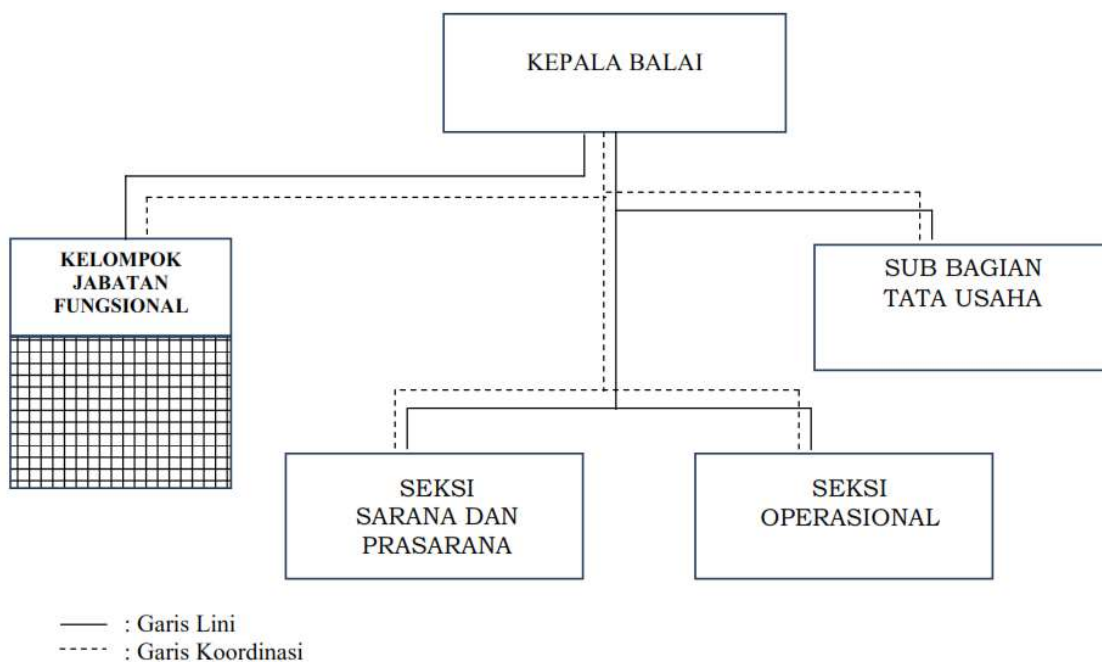 KEPALA BALAI
KELOMPOK
JABATAN
FUNGSIONAL
SUB BAGIAN
TATA USAHA
SEKSI
SARANA DAN
PRASARANA
SEKSI
OPERASIONAL
: Garis Lini
: Garis Koordinasi